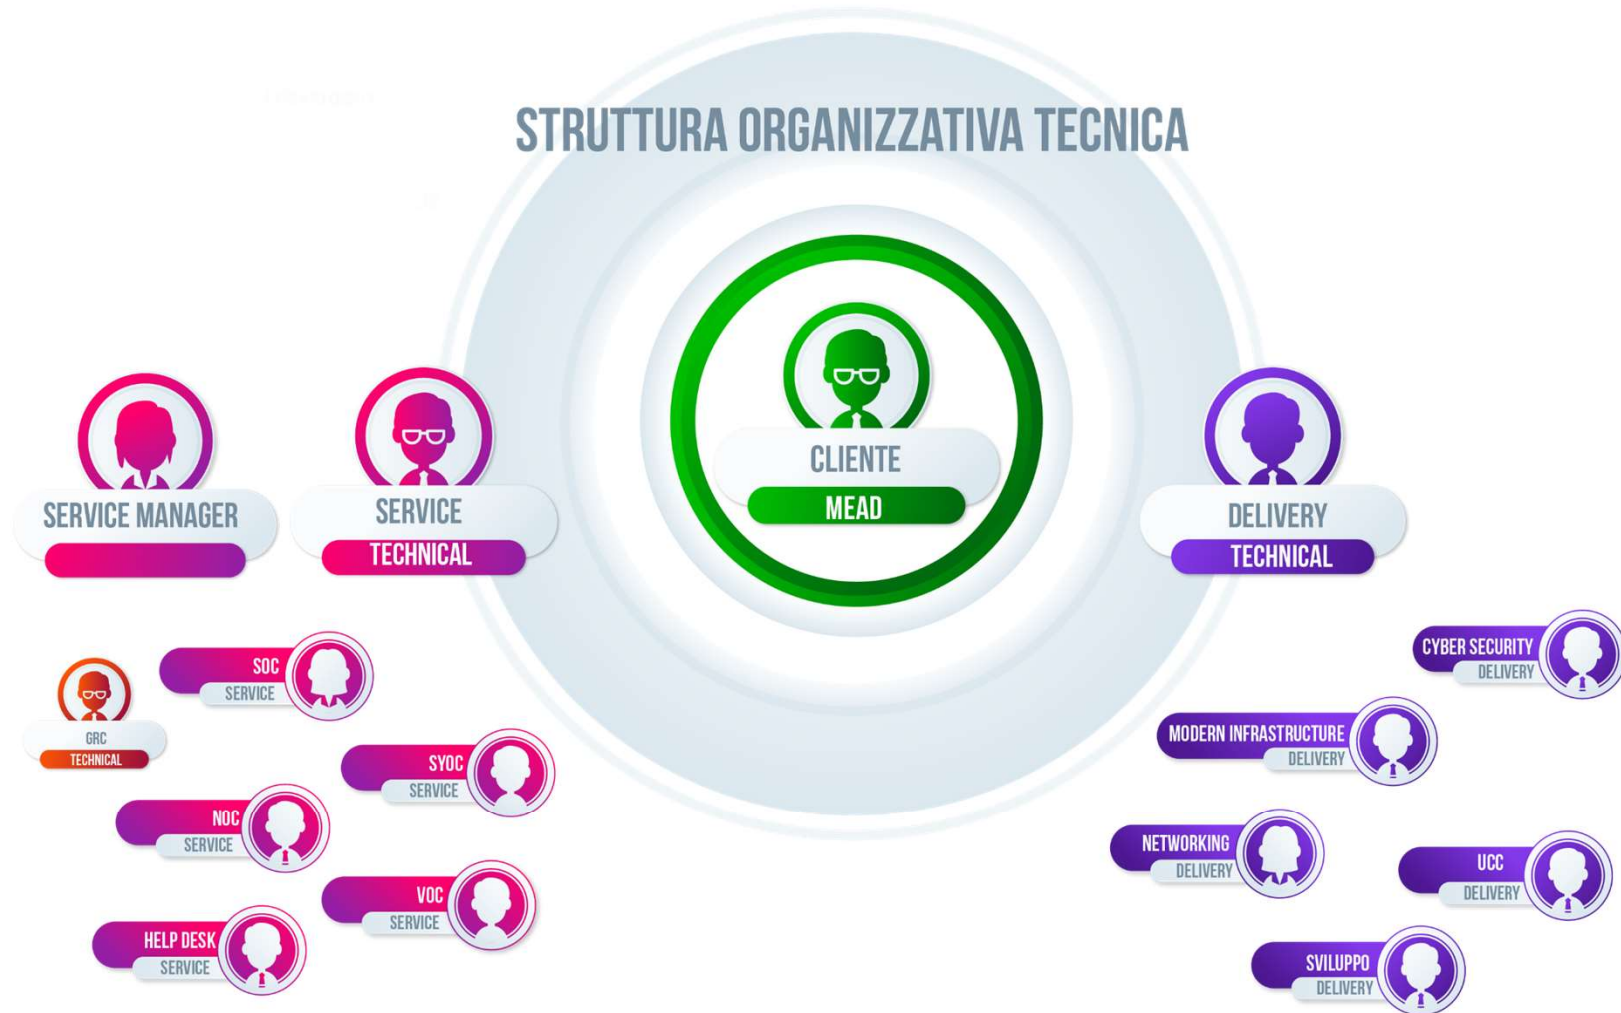 STRUTTURA ORGANIZZATIVA TECNICA
CLIENTE
MEAD
SERVICE MANAGER
SERVICE
TECHNICAL
DELIVERY
TECHNICAL
GRC
TECHNICAL
SOC
SERVICE
SYOC
SERVICE
NOC
SERVICE
VOC
SERVICE
HELP DESK
SERVICE
CYBER SECURITY
DELIVERY
MODERN INFRASTRUCTURE
DELIVERY
NETWORKING
DELIVERY
UCC
DELIVERY
SVILUPPO
DELIVERY